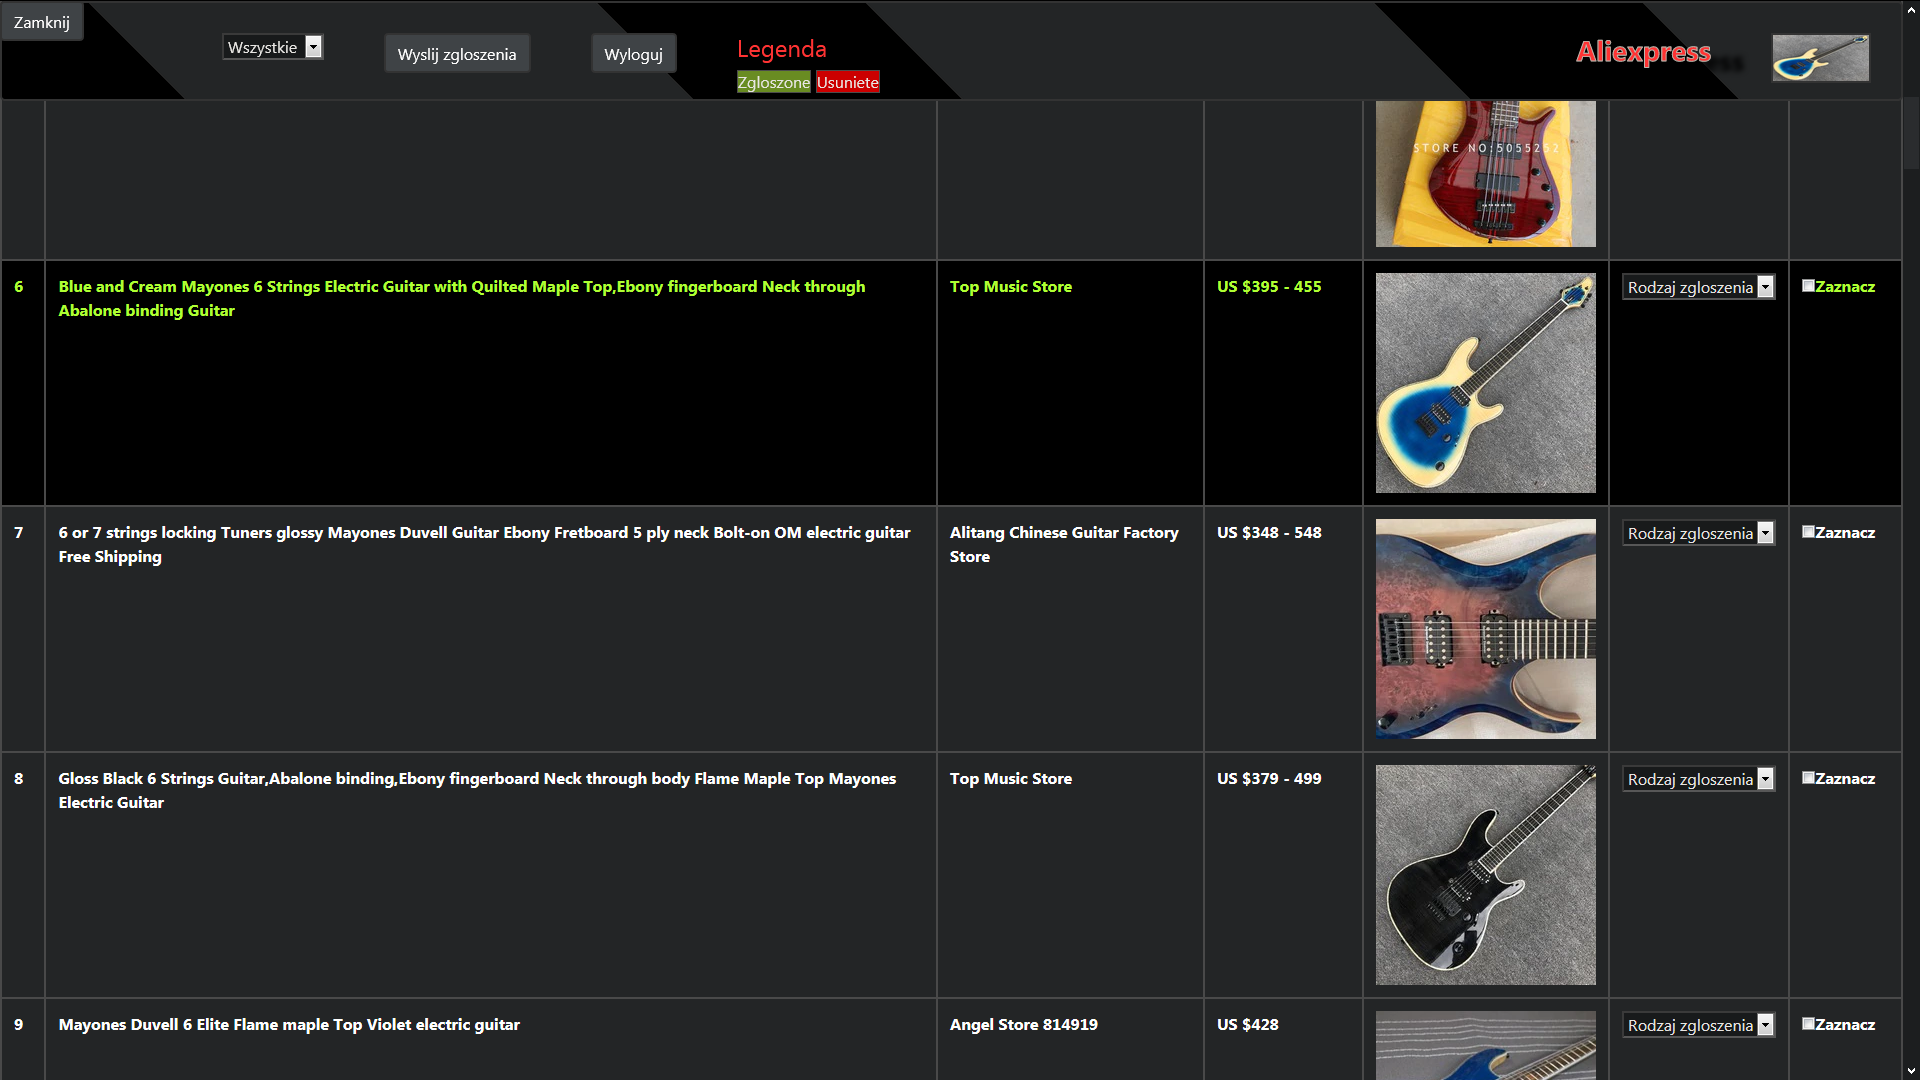 Zamknij
Wszystkie
Wyslij zgloszenia
Wyloguj
Legenda
Zgloszone Usuniete
Aliexpress
STORE NO:5055252
6
Blue and Cream Mayones 6 Strings Electric Guitar with Quilted Maple Top,Ebony fingerboard Neck through
Abalone binding Guitar
Top Music Store
US $395 - 455
Rodzaj zgloszenia
Zaznacz
7
6 or 7 strings locking Tuners glossy Mayones Duvell Guitar Ebony Fretboard 5 ply neck Bolt-on OM electric guitar
Free Shipping
Alitang Chinese Guitar Factory
Store
US $348 - 548
Rodzaj zgloszenia
Zaznacz
8
Gloss Black 6 Strings Guitar,Abalone binding,Ebony fingerboard Neck through body Flame Maple Top Mayones
Electric Guitar
Top Music Store
US $379 - 499
Rodzaj zgloszenia
Zaznacz
9
Mayones Duvell 6 Elite Flame maple Top Violet electric guitar
Angel Store 814919
US $428
Rodzaj zgloszenia
Zaznacz